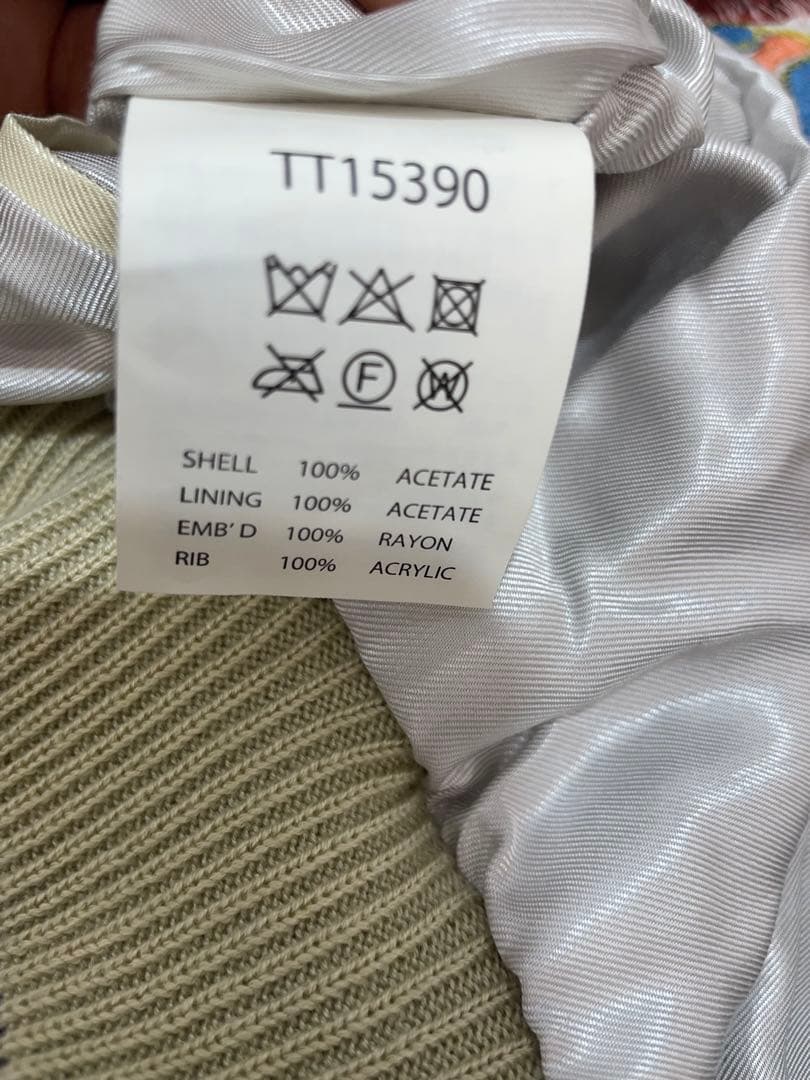 TT15390
F W
SHELL 100% ACETATE
LINING 100% ACETATE
EMB' D 100% RAYON
RIB 100% ACRYLIC